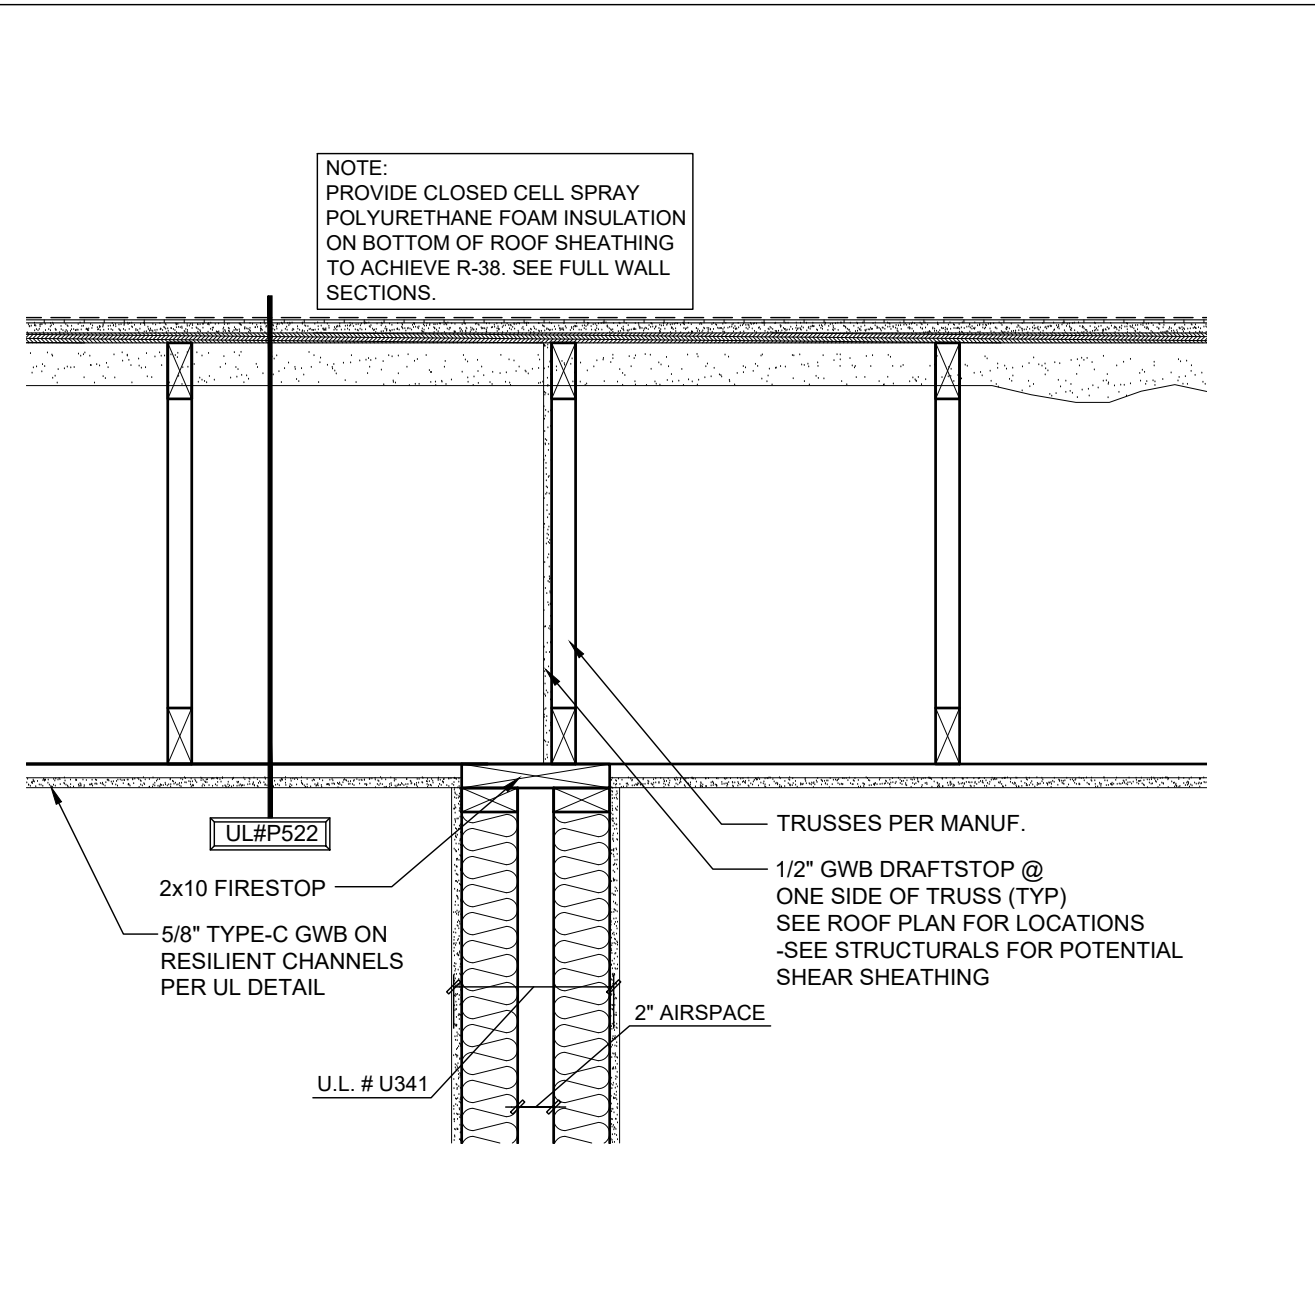 NOTE:
PROVIDE CLOSED CELL SPRAY
POLYURETHANE FOAM INSULATION
ON BOTTOM OF ROOF SHEATHING
TO ACHIEVE R-38. SEE FULL WALL
SECTIONS.
UL#P522
2x10 FIRESTOP
5/8" TYPE-C GWB ON
RESILIENT CHANNELS
PER UL DETAIL
TRUSSES PER MANUF.
1/2" GWB DRAFTSTOP @
ONE SIDE OF TRUSS (TYP)
SEE ROOF PLAN FOR LOCATIONS
-SEE STRUCTURALS FOR POTENTIAL
SHEAR SHEATHING
2" AIRSPACE
U.L. # U341